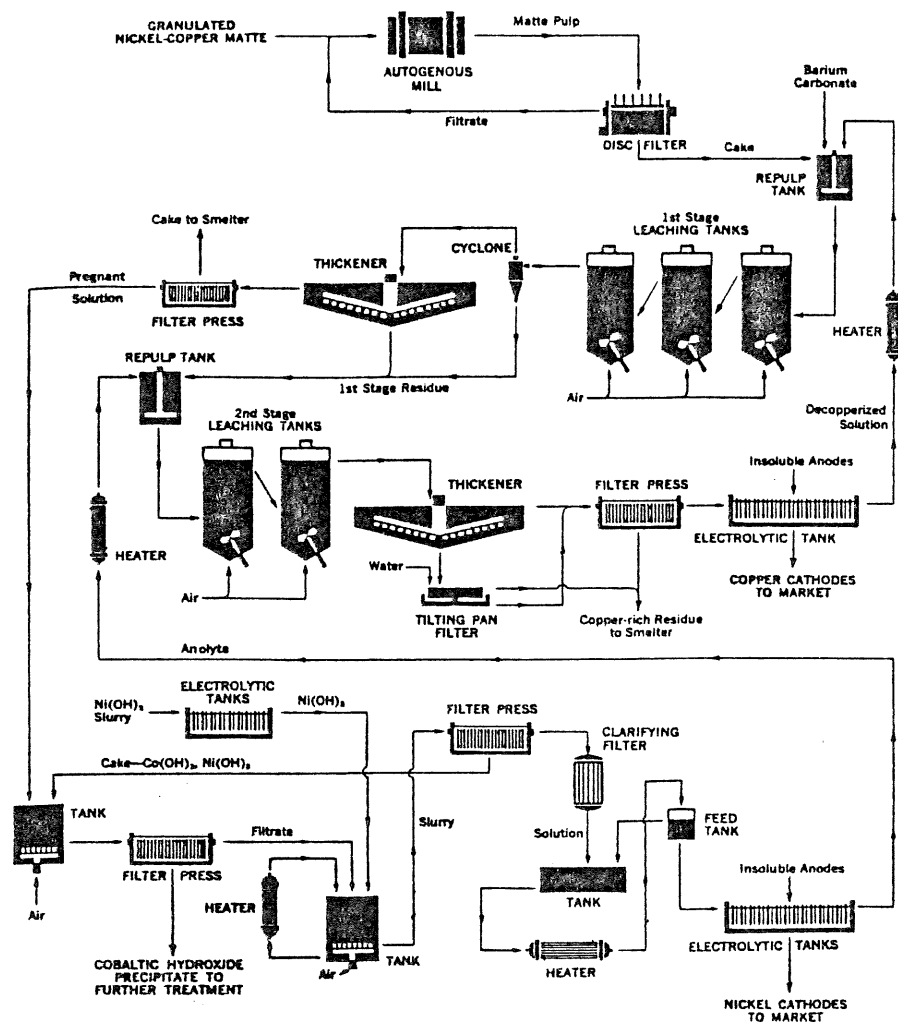 GRANULATED
NICKEL-COPPER MATTE
Matte Pulp
AUTOGENOUS
MILL
Filtrate
DISC FILTER
Cake
Barium
Carbonate
REPULP
TANK
Cake to Smelter
1st Stage
LEACHING TANKS
CYCLONE
THICKENER
Pregnant
Solution
FILTER PRESS
HEATER
REPULP TANK
1st Stage Residue
Air
Decopperized
Solution
2nd Stage
LEACHING TANKS
THICKENER
FILTER PRESS
Insoluble Anodes
HEATER
ELECTROLYTIC TANK
Water
Air
TILTING PAN
FILTER
Copper-rich Residue
to Smelter
COPPER CATHODES
TO MARKET
Anolyte
ELECTROLYTIC
TANKS
Ni(OH)₂
Slurry
Ni(OH)₃
FILTER PRESS
CLARIFYING
FILTER
Cake—Co(OH)₃, Ni(OH)₃
TANK
Slurry
FEED
TANK
Filtrate
Solution
FILTER PRESS
Insoluble Anodes
HEATER
TANK
Air
ELECTROLYTIC TANKS
Air
TANK
HEATER
COBALTIC HYDROXIDE
PRECIPITATE TO
FURTHER TREATMENT
NICKEL CATHODES
TO MARKET